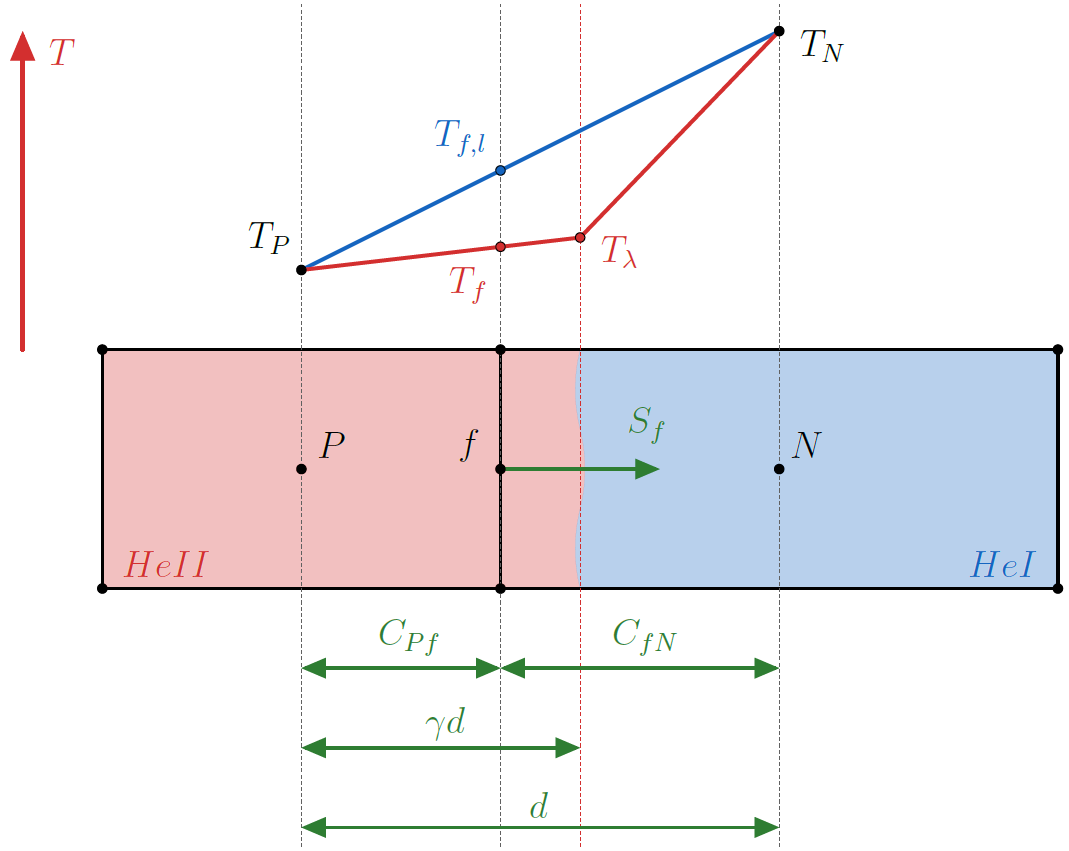 T
T_N
T_{f,l}
T_P
T_λ
T_f
S_f
P
f
N
HeII
HeI
C_{Pf}
C_{fN}
γd
d